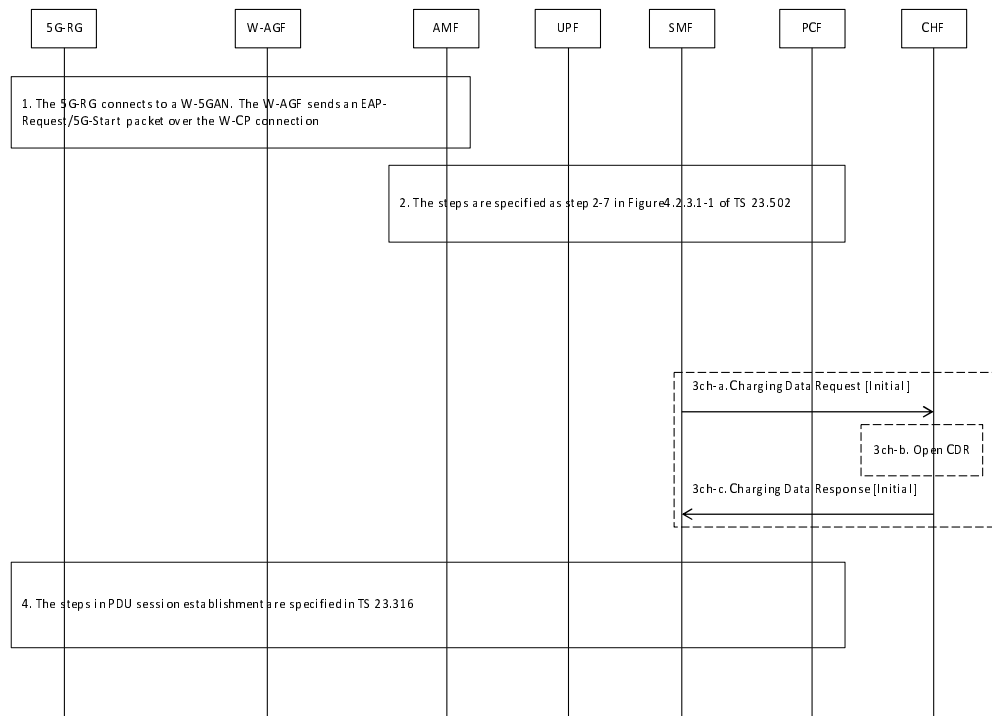 5G-RG
W-AGF
AMF
UPF
SMF
PCF
CHF
1. The 5G-RG connects to a W-5GAN. The W-AGF sends an EAP-
Request/5G-Start packet over the W-CP connection
2. The steps are specified as step 2-7 in Figure4.2.3.1-1 of TS 23.502
3ch-a. Charging Data Request [Initial]
3ch-b. Open CDR
3ch-c. Charging Data Response [Initial]
4. The steps in PDU session establishment are specified in TS 23.316